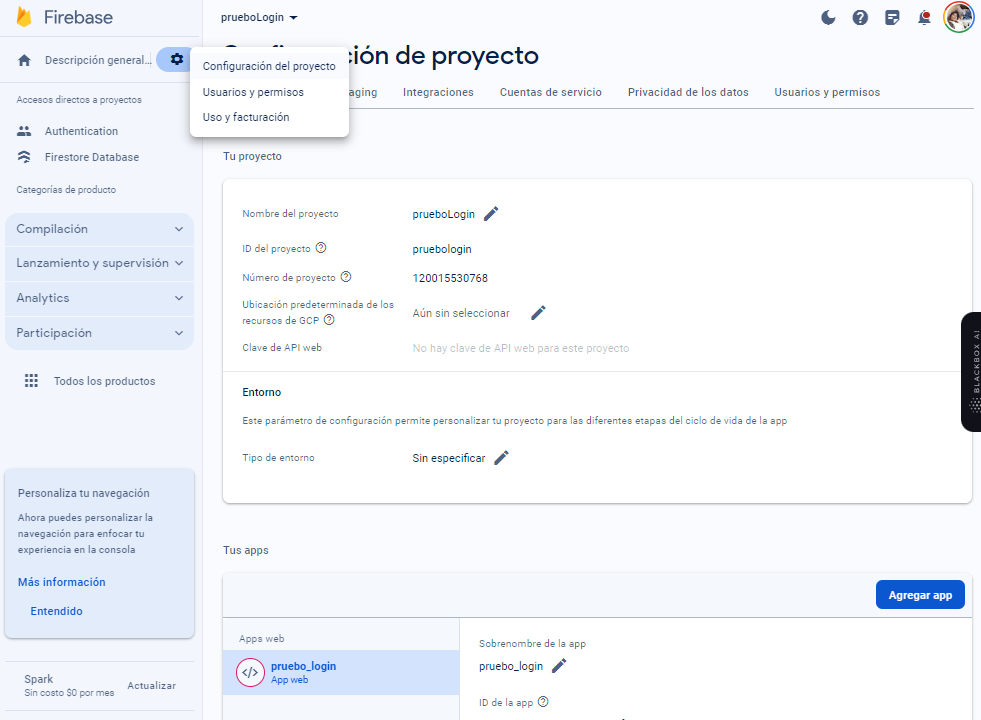 Firebase
prueboLogin
Descripción general...
Configuración del proyecto
Usuarios y permisos
Uso y facturación
ión de proyecto
aging
Integraciones
Cuentas de servicio
Privacidad de los datos
Usuarios y permisos
Accesos directos a proyectos
Authentication
Firestore Database
Categorías de producto
Compilación
Lanzamiento y supervisión
Analytics
Participación
Todos los productos
Personaliza tu navegación
Ahora puedes personalizar la
navegación para enfocar tu
experiencia en la consola
Más información
Entendido
Spark
Sin costo $0 por mes
Actualizar
Tu proyecto
Nombre del proyecto
prueboLogin
ID del proyecto
pruebologin
Número de proyecto
120015530768
Ubicación predeterminada de los
recursos de GCP
Aún sin seleccionar
Clave de API web
No hay clave de API web para este proyecto
Entorno
Este parámetro de configuración permite personalizar tu proyecto para las diferentes etapas del ciclo de vida de la app
Tipo de entorno
Sin especificar
Tus apps
Agregar app
Apps web
pruebo_login
App web
Sobrenombre de la app
pruebo_login
ID de la app
BLACKBOX AI